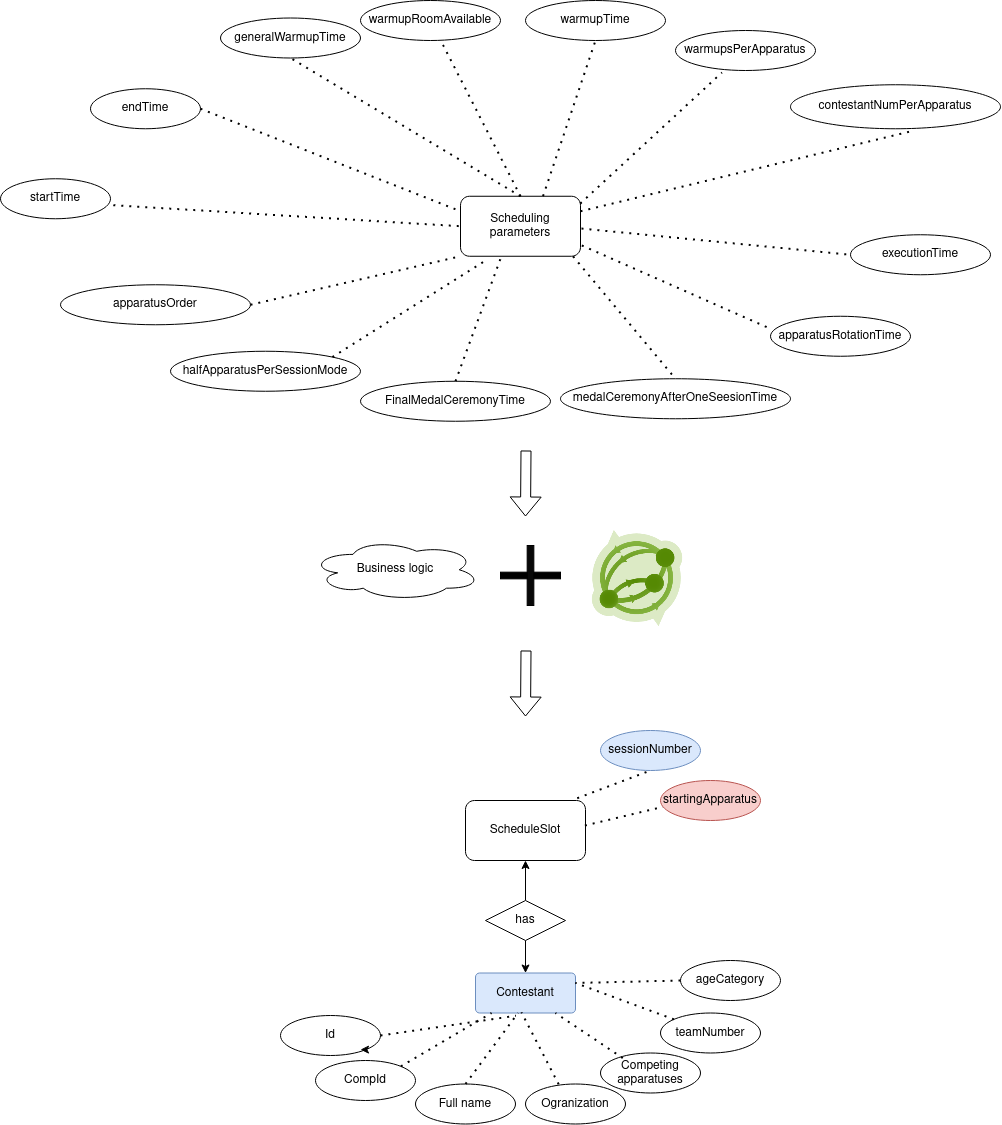 warmupRoomAvailable
warmupTime
generalWarmupTime
warmupsPerApparatus
endTime
contestantNumPerApparatus
startTime
Scheduling
parameters
executionTime
apparatusOrder
apparatusRotationTime
halfApparatusPerSessionMode
FinalMedalCeremonyTime
medalCeremonyAfterOneSeesionTime
Business logic
sessionNumber
startingApparatus
ScheduleSlot
has
Contestant
ageCategory
Id
teamNumber
CompId
Competing
apparatuses
Full name
Ogranization